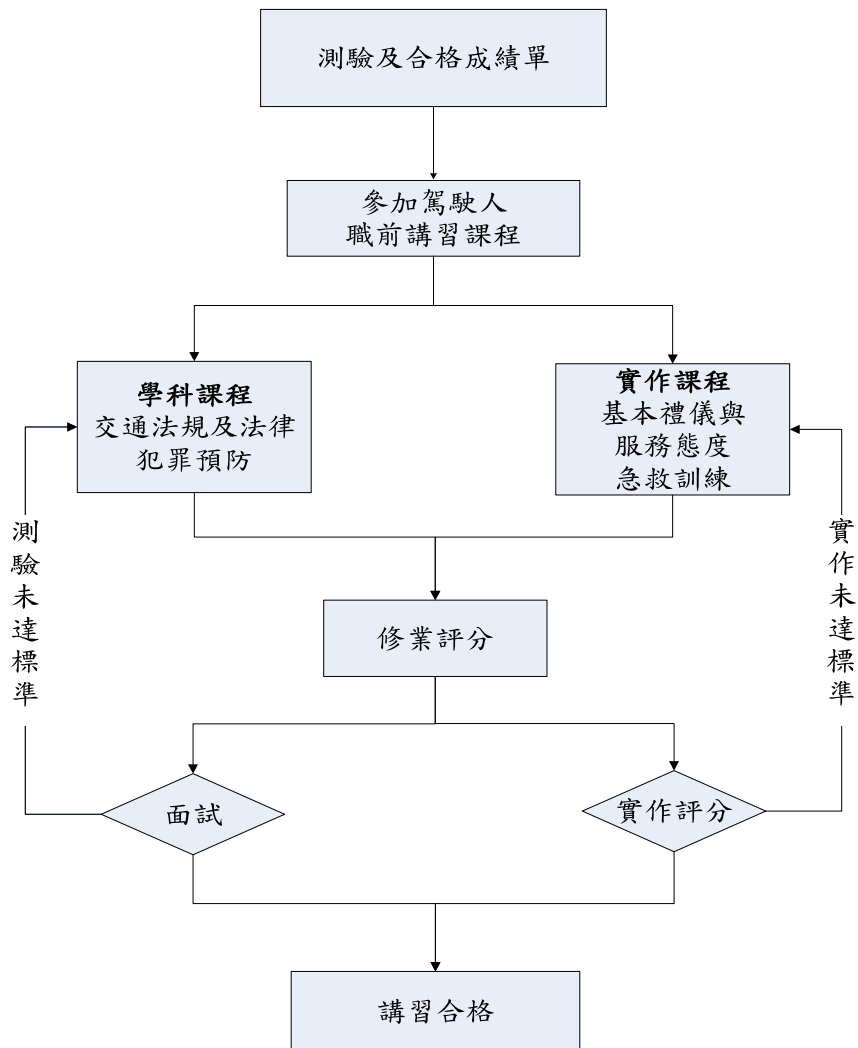 測驗及合格成績單
參加駕駛人
職前講習課程
學科課程
交通法規及法律
犯罪預防
實作課程
基本禮儀與
服務態度
急救訓練
測驗未達標準
實作未達標準
修業評分
面試
實作評分
講習合格